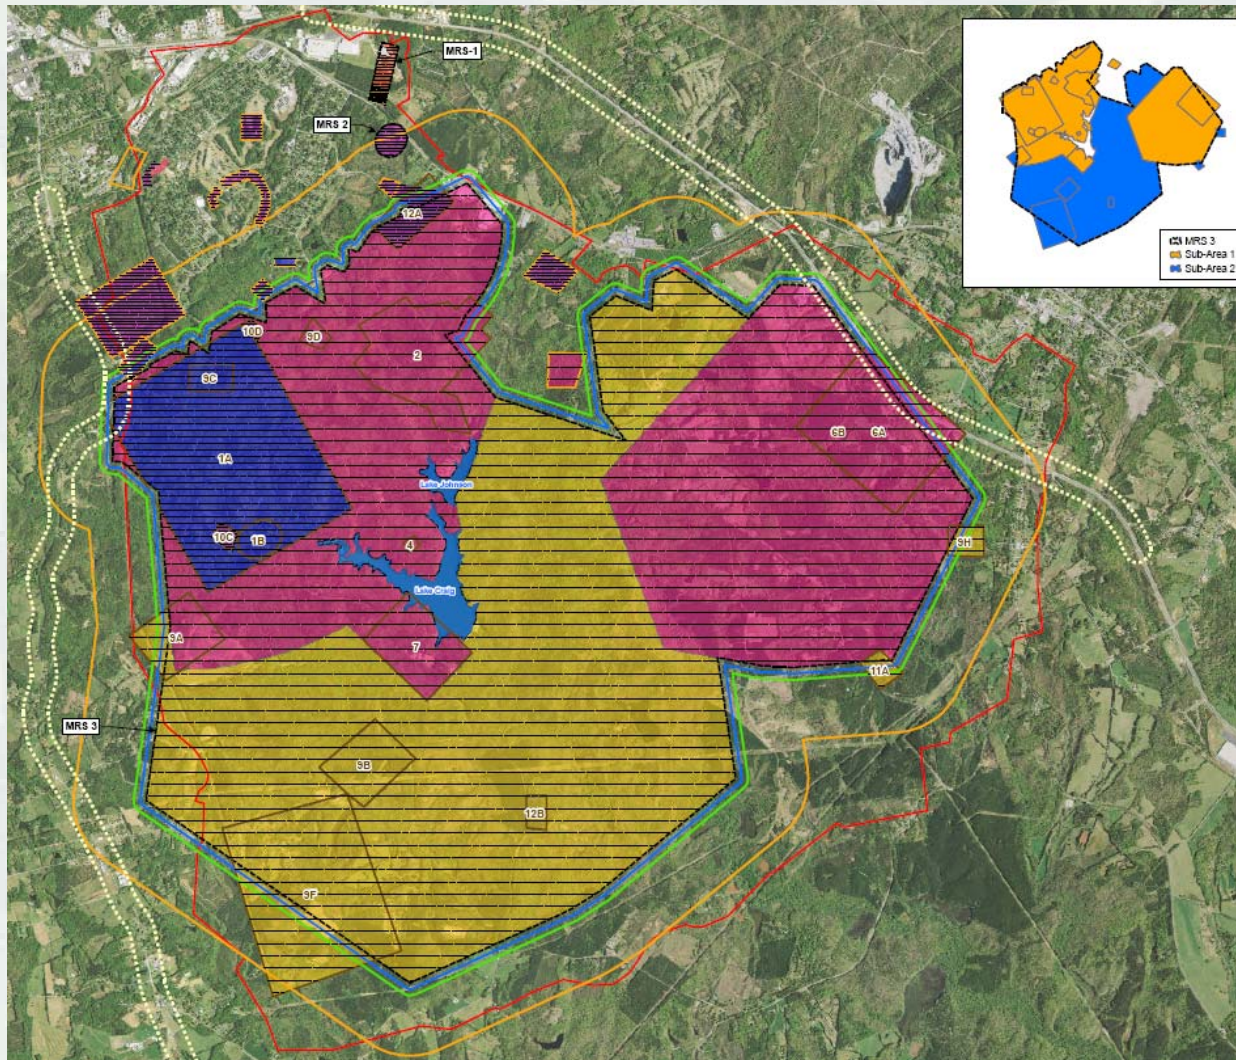 MRS-1
MRS 2
12A
10D
9D
2
9C
6B
6A
1A
Lake Johnson
10C
1B
4
9H
Lake Craig
9A
7
11A
MRS 3
9B
12B
9F
MRS 3
Sub-Area 1
Sub-Area 2